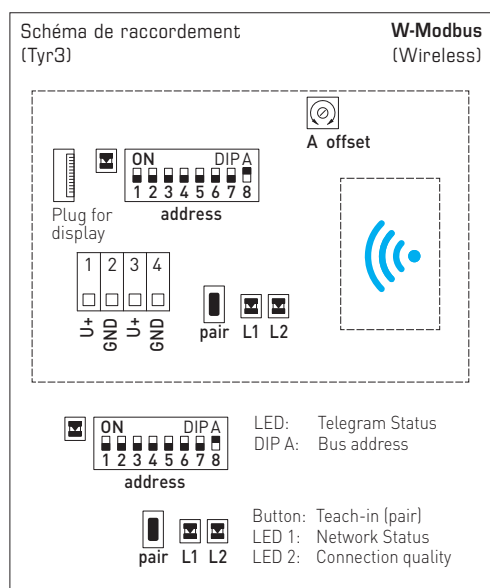 Schéma de raccordement W-Modbus
(Tyr3) (Wireless)
A offset
ON DIP A
1 2 3 4 5 6 7 8
address
Plug for
display
1 2 3 4
U+ GND U+ GND
pair L1 L2
ON DIP A
1 2 3 4 5 6 7 8
address
LED: Telegram Status
DIP A: Bus address
pair L1 L2
Button: Teach-in (pair)
LED 1: Network Status
LED 2: Connection quality